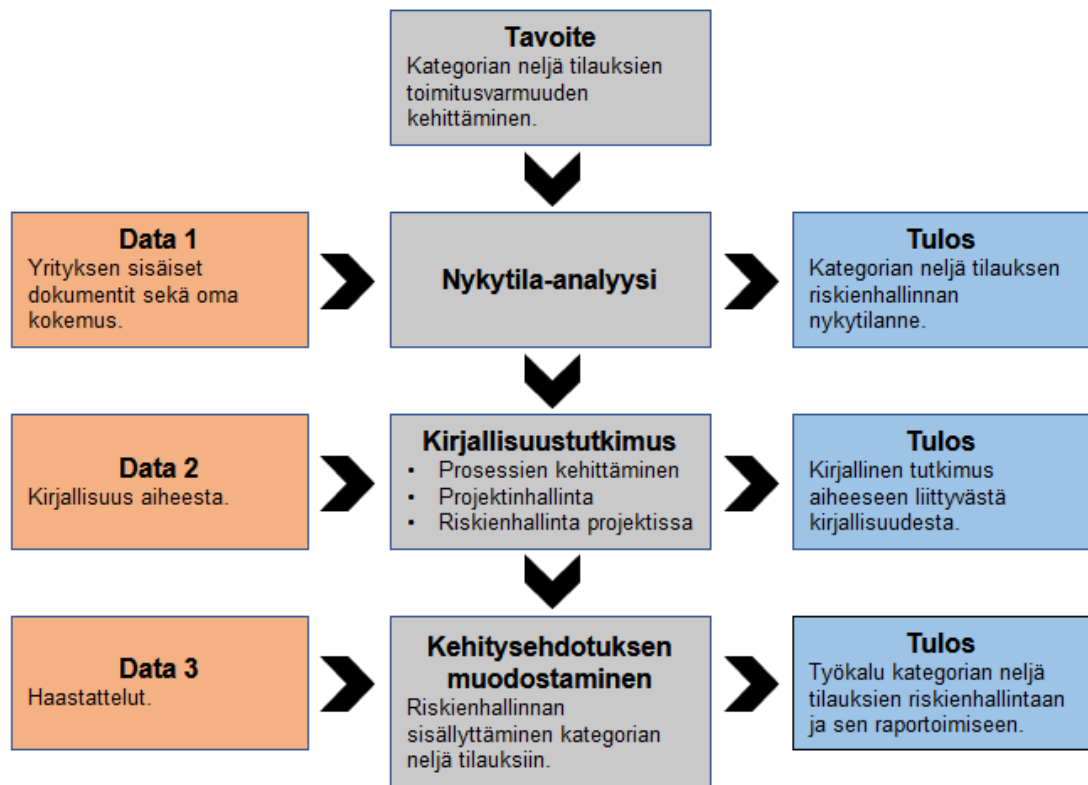 Tavoite
Kategorian neljä tilauksien
toimitusvarmuuden
kehittäminen.
Data 1
Yrityksen sisäiset
dokumentit sekä oma
kokemus.
Nykytila-analyysi
Tulos
Kategorian neljä tilauksen
riskienhallinnan
nykytilanne.
Data 2
Kirjallisuus aiheesta.
Kirjallisuustutkimus
• Prosessien kehittäminen
• Projektinhallinta
• Riskienhallinta projektissa
Tulos
Kirjallinen tutkimus
aiheeseen liittyvästä
kirjallisuudesta.
Data 3
Haastattelut.
Kehitysehdotuksen
muodostaminen
Riskienhallinnan
sisällyttäminen kategorian
neljä tilauksiin.
Tulos
Työkalu kategorian neljä
tilauksien riskienhallintaan
ja sen raportoimiseen.